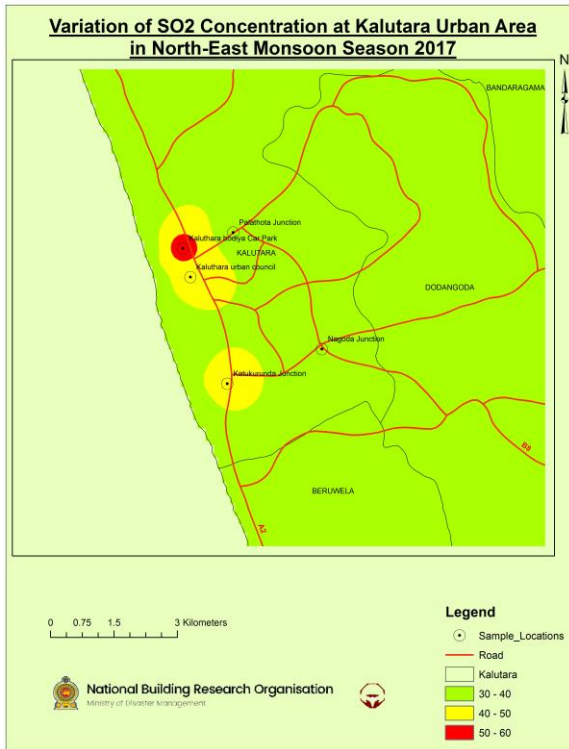 Variation of SO2 Concentration at Kalutara Urban Area
in North-East Monsoon Season 2017
N
BANDARAGAMA
Palathota Junction
Kaluthara bodiya Car Park
KALUTARA
Kaluthara urban council
DODANGODA
Nagoda Junction
Katukurunda Junction
B8
BERUWELA
A2
0 0.75 1.5 3 Kilometers
Legend
Sample_Locations
Road
Kalutara
30 - 40
40 - 50
50 - 60
National Building Research Organisation
Ministry of Disaster Management